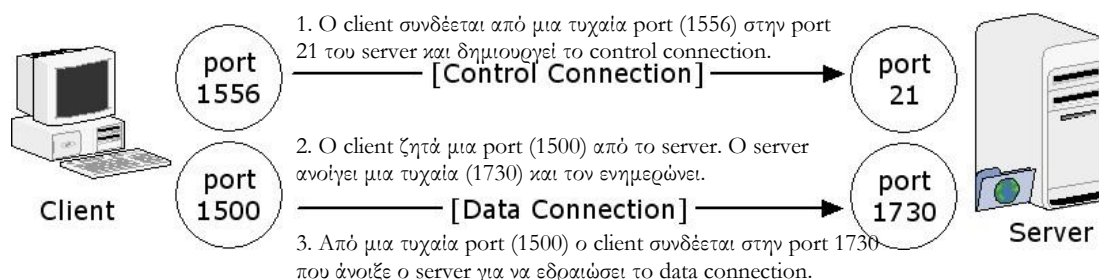 1. Ο client συνδέεται από μια τυχαία port (1556) στην port
21 του server και δημιουργεί το control connection.
port
1556
[Control Connection]
port
21
2. Ο client ζητά μια port (1500) από το server. Ο server
ανοίγει μια τυχαία (1730) και τον ενημερώνει.
port
1500
[Data Connection]
port
1730
Client
Server
3. Από μια τυχαία port (1500) ο client συνδέεται στην port 1730
που άνοιξε ο server για να εδραιώσει το data connection.